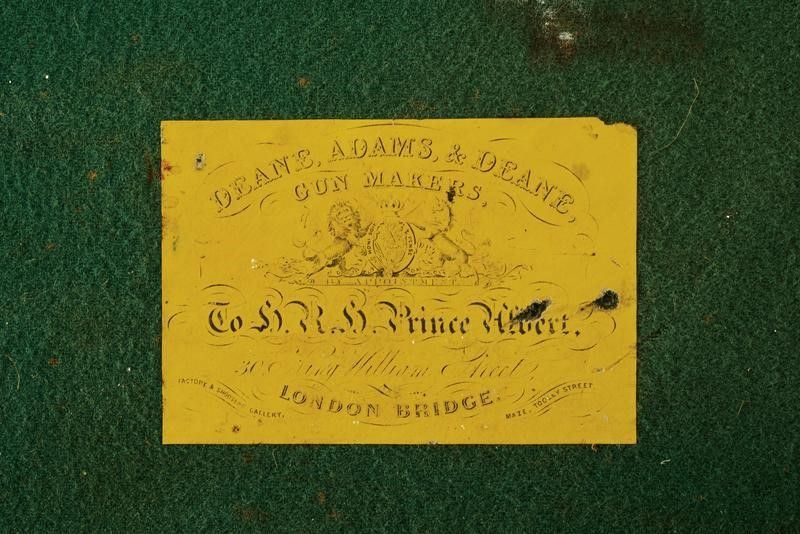 DEANE, ADAMS, & DEANE,
GUN MAKERS,
BY APPOINTMENT
To H.R.H Prince Albert,
30 King William Street
LONDON BRIDGE.
FACTORY & SHOOTING GALLERY,
MAZE, TOOLEY STREET